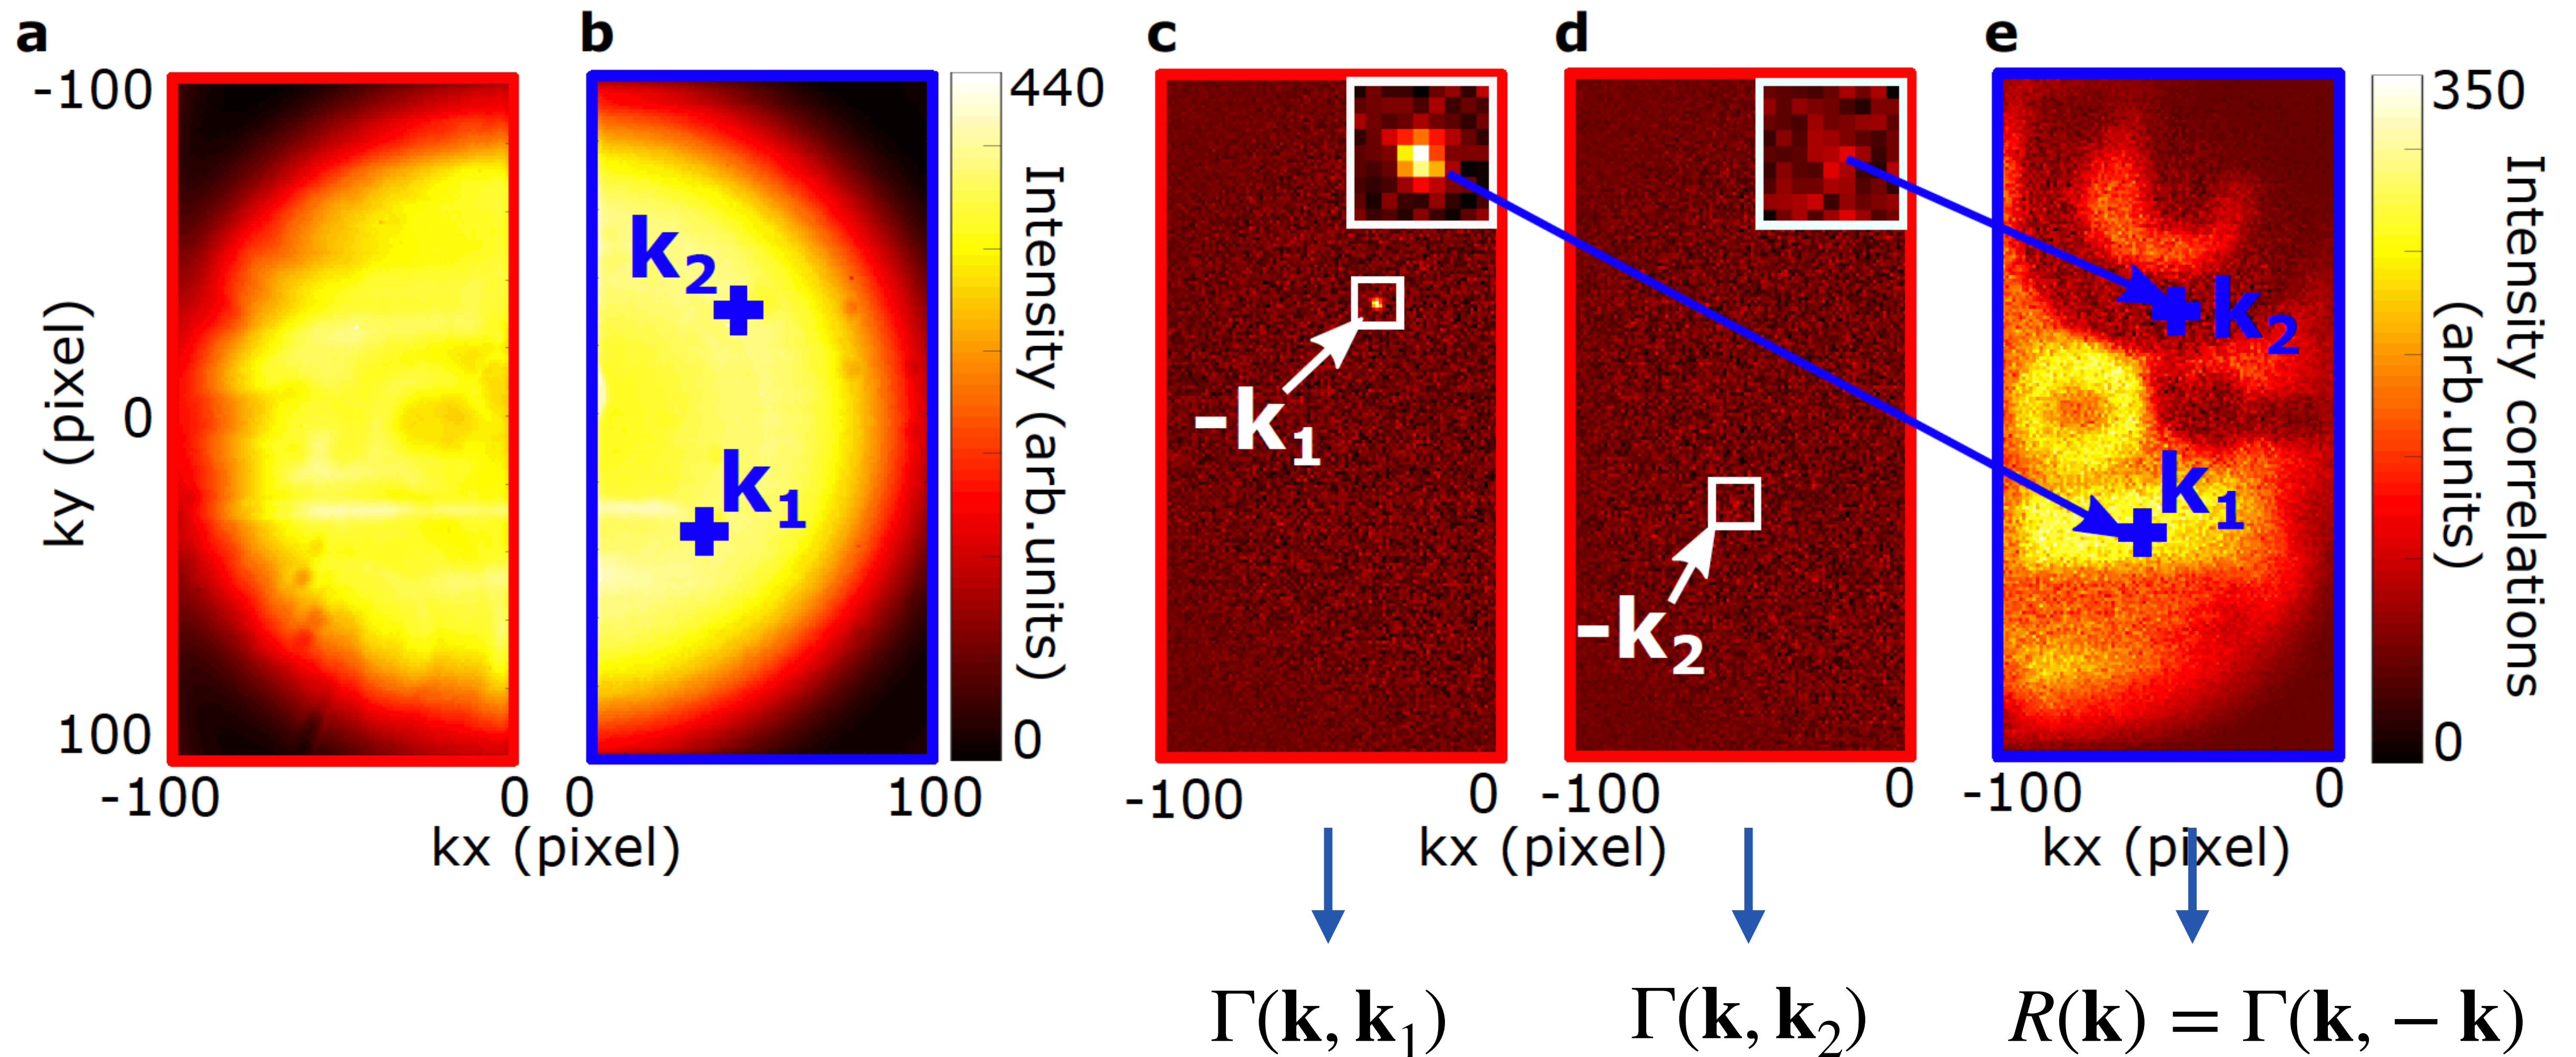 a
b
c
d
e
-100
0
100
ky (pixel)
-100
0
0
100
kx (pixel)
k2
k1
440
0
Intensity (arb.units)
-k1
-100
0
-k2
-100
0
kx (pixel)
k2
k1
-100
0
kx (pixel)
350
0
Intensity correlations
(arb.units)
Γ(k, k1)
Γ(k, k2)
R(k) = Γ(k, − k)